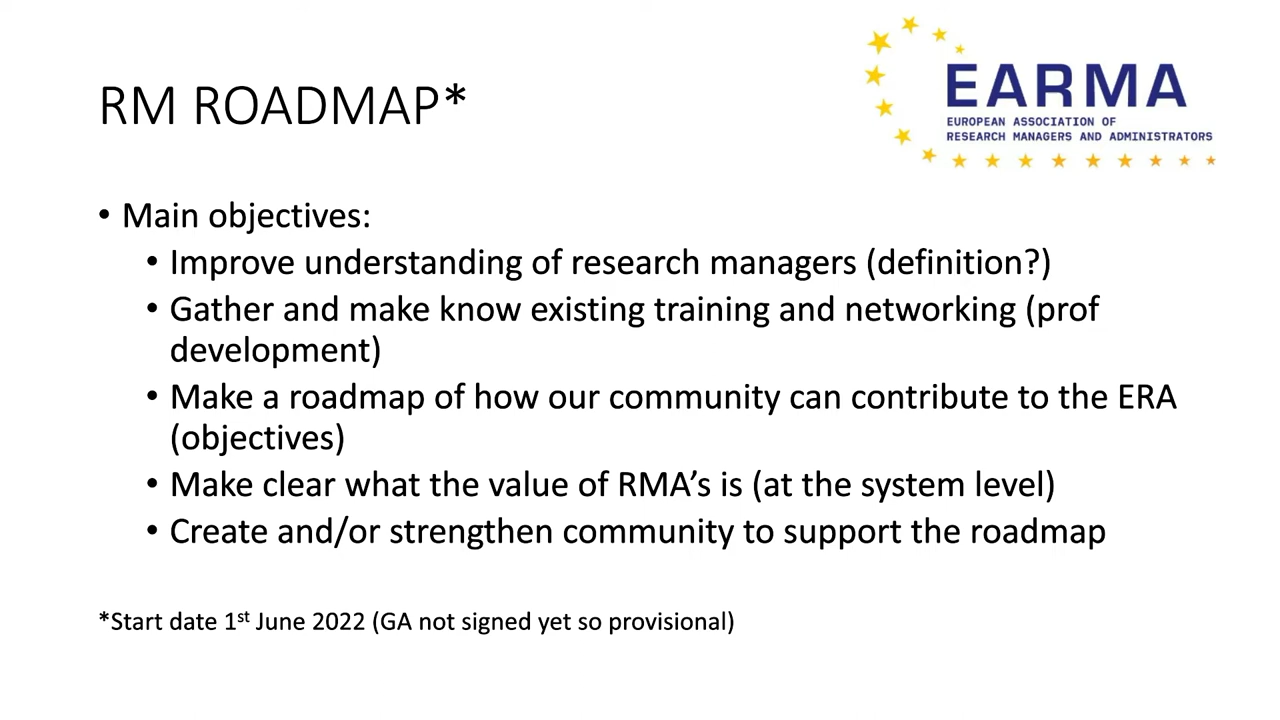 RM ROADMAP*
EARMA
EUROPEAN ASSOCIATION OF
RESEARCH MANAGERS AND ADMINISTRATORS
• Main objectives:
• Improve understanding of research managers (definition?)
• Gather and make know existing training and networking (prof
development)
• Make a roadmap of how our community can contribute to the ERA
(objectives)
• Make clear what the value of RMA’s is (at the system level)
• Create and/or strengthen community to support the roadmap
*Start date 1st June 2022 (GA not signed yet so provisional)